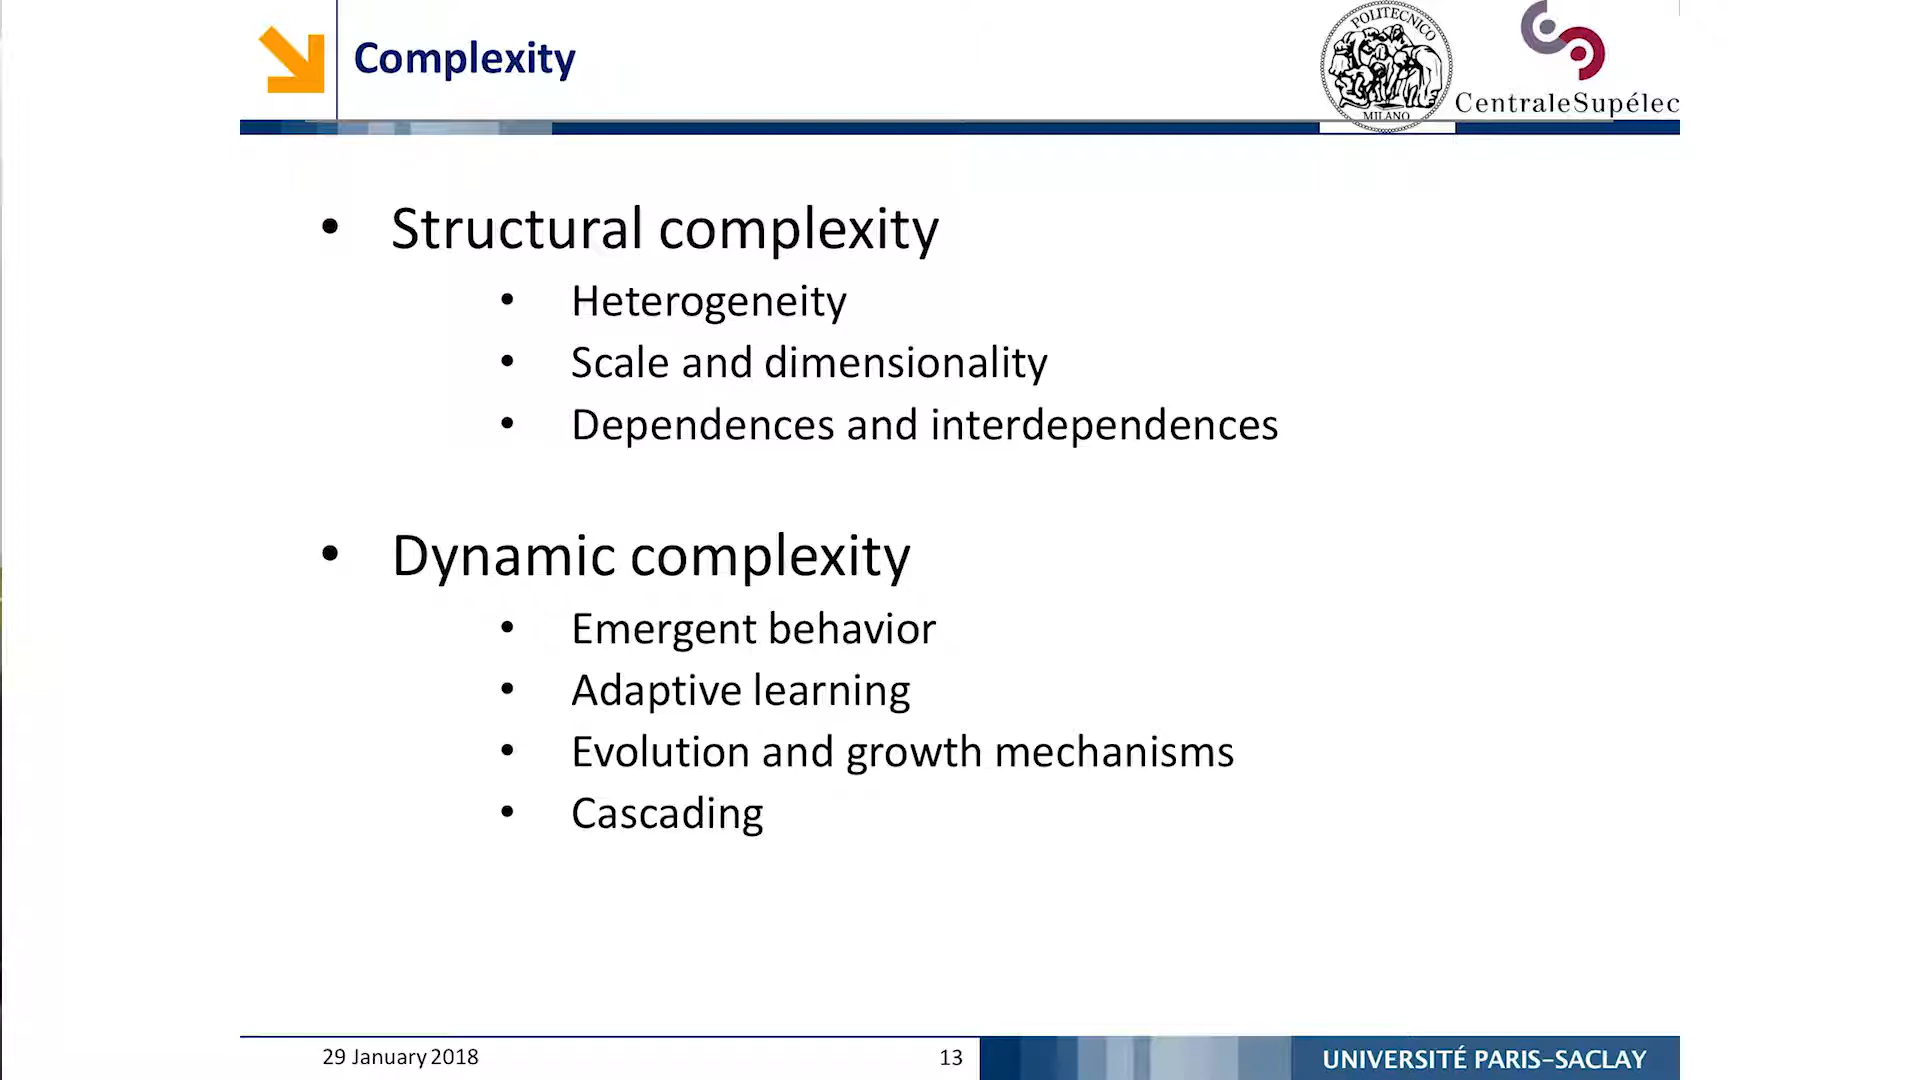 Complexity
POLITECNICO
MILANO
CentraleSupélec
• Structural complexity
• Heterogeneity
• Scale and dimensionality
• Dependences and interdependences
• Dynamic complexity
• Emergent behavior
• Adaptive learning
• Evolution and growth mechanisms
• Cascading
29 January 2018
13
UNIVERSITÉ PARIS–SACLAY